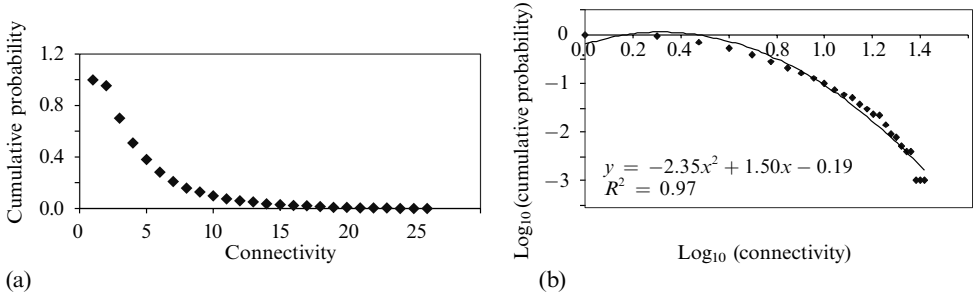 Cumulative probability
1.2
1.0
0.8
0.4
0.0
0 5 10 15 20 25
Connectivity
(a)
Log₁₀ (cumulative probability)
0
−1
−2
−3
0.0 0.2 0.4 0.6 0.8 1.0 1.2 1.4
y = −2.35x² + 1.50x − 0.19
R² = 0.97
Log₁₀ (connectivity)
(b)